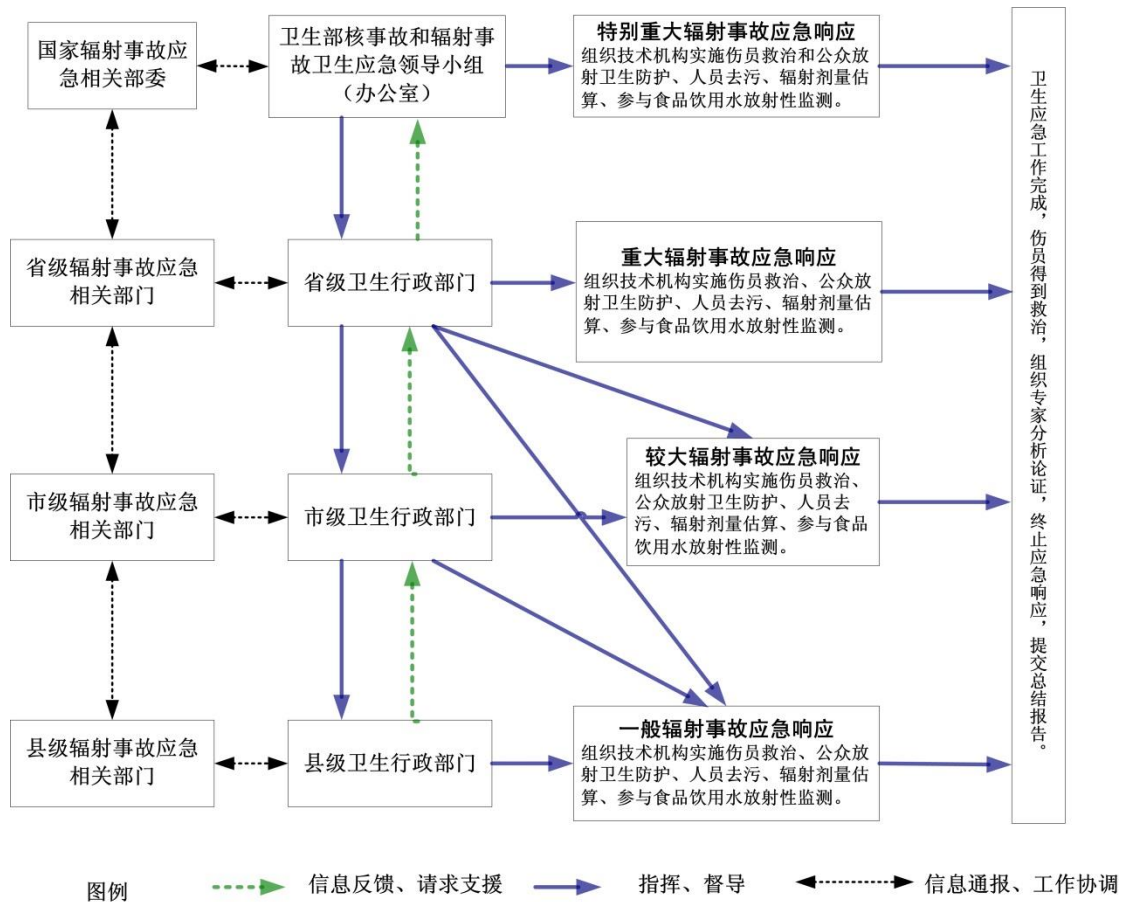 国家辐射事故应
急相关部委
卫生部核事故和辐射事
故卫生应急领导小组
（办公室）
特别重大辐射事故应急响应
组织技术机构实施伤员救治和公众
放射卫生防护、人员去污、辐射剂量估
算、参与食品饮用水放射性监测。
省级辐射事故应急
相关部门
省级卫生行政部门
重大辐射事故应急响应
组织技术机构实施伤员救治、公众放
射卫生防护、人员去污、辐射剂量估
算、参与食品饮用水放射性监测。
市级辐射事故应急
相关部门
市级卫生行政部门
较大辐射事故应急响应
组织技术机构实施伤员救治、
公众放射卫生防护、人员去
污、辐射剂量估算、参与食品
饮用水放射性监测。
县级辐射事故应急
相关部门
县级卫生行政部门
一般辐射事故应急响应
组织技术机构实施伤员救治、公众放
射卫生防护、人员去污、辐射剂量估
算、参与食品饮用水放射性监测。
卫生应急工作完成，伤员得到救治，组织专家分析论证，终止应急响应，提交总结报告。
图例
信息反馈、请求支援
指挥、督导
信息通报、工作协调